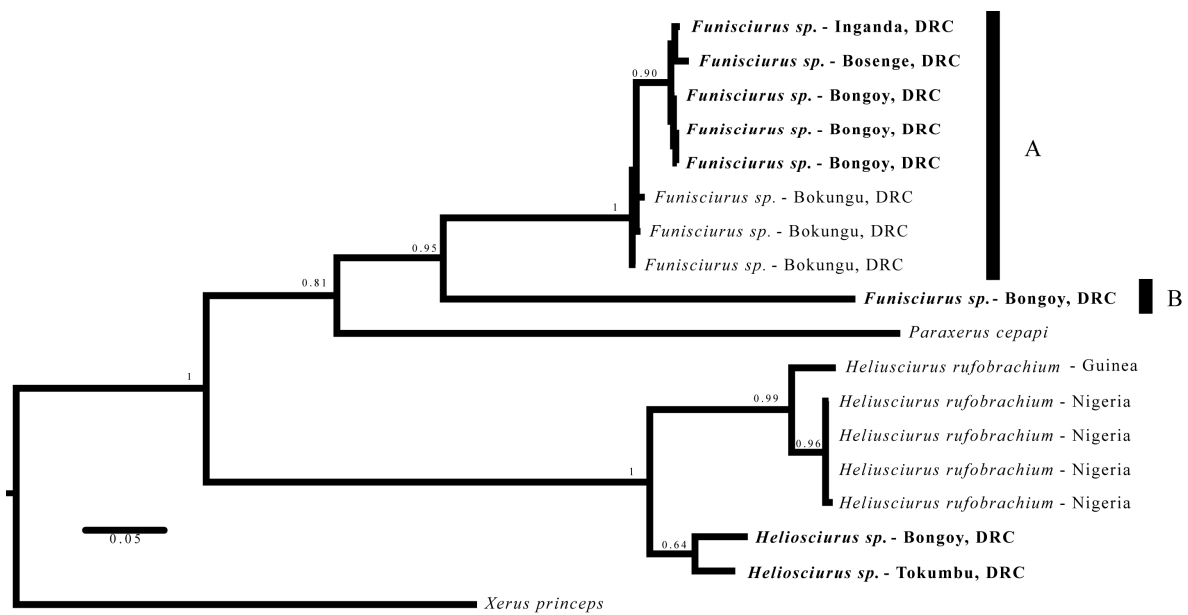 Funisciurus sp. - Inganda, DRC
0.90
Funisciurus sp. - Bosenge, DRC
Funisciurus sp. - Bongoy, DRC
Funisciurus sp. - Bongoy, DRC
A
Funisciurus sp. - Bongoy, DRC
Funisciurus sp. - Bokungu, DRC
1
Funisciurus sp. - Bokungu, DRC
0.95
Funisciurus sp. - Bokungu, DRC
0.81
Funisciurus sp.- Bongoy, DRC
B
Paraxerus cepapi
Heliusciurus rufobrachium - Guinea
1
0.99
Heliusciurus rufobrachium - Nigeria
Heliusciurus rufobrachium - Nigeria
0.96
Heliusciurus rufobrachium - Nigeria
1
Heliusciurus rufobrachium - Nigeria
0.05
Heliosciurus sp. - Bongoy, DRC
0.64
Heliosciurus sp. - Tokumbu, DRC
Xerus princeps